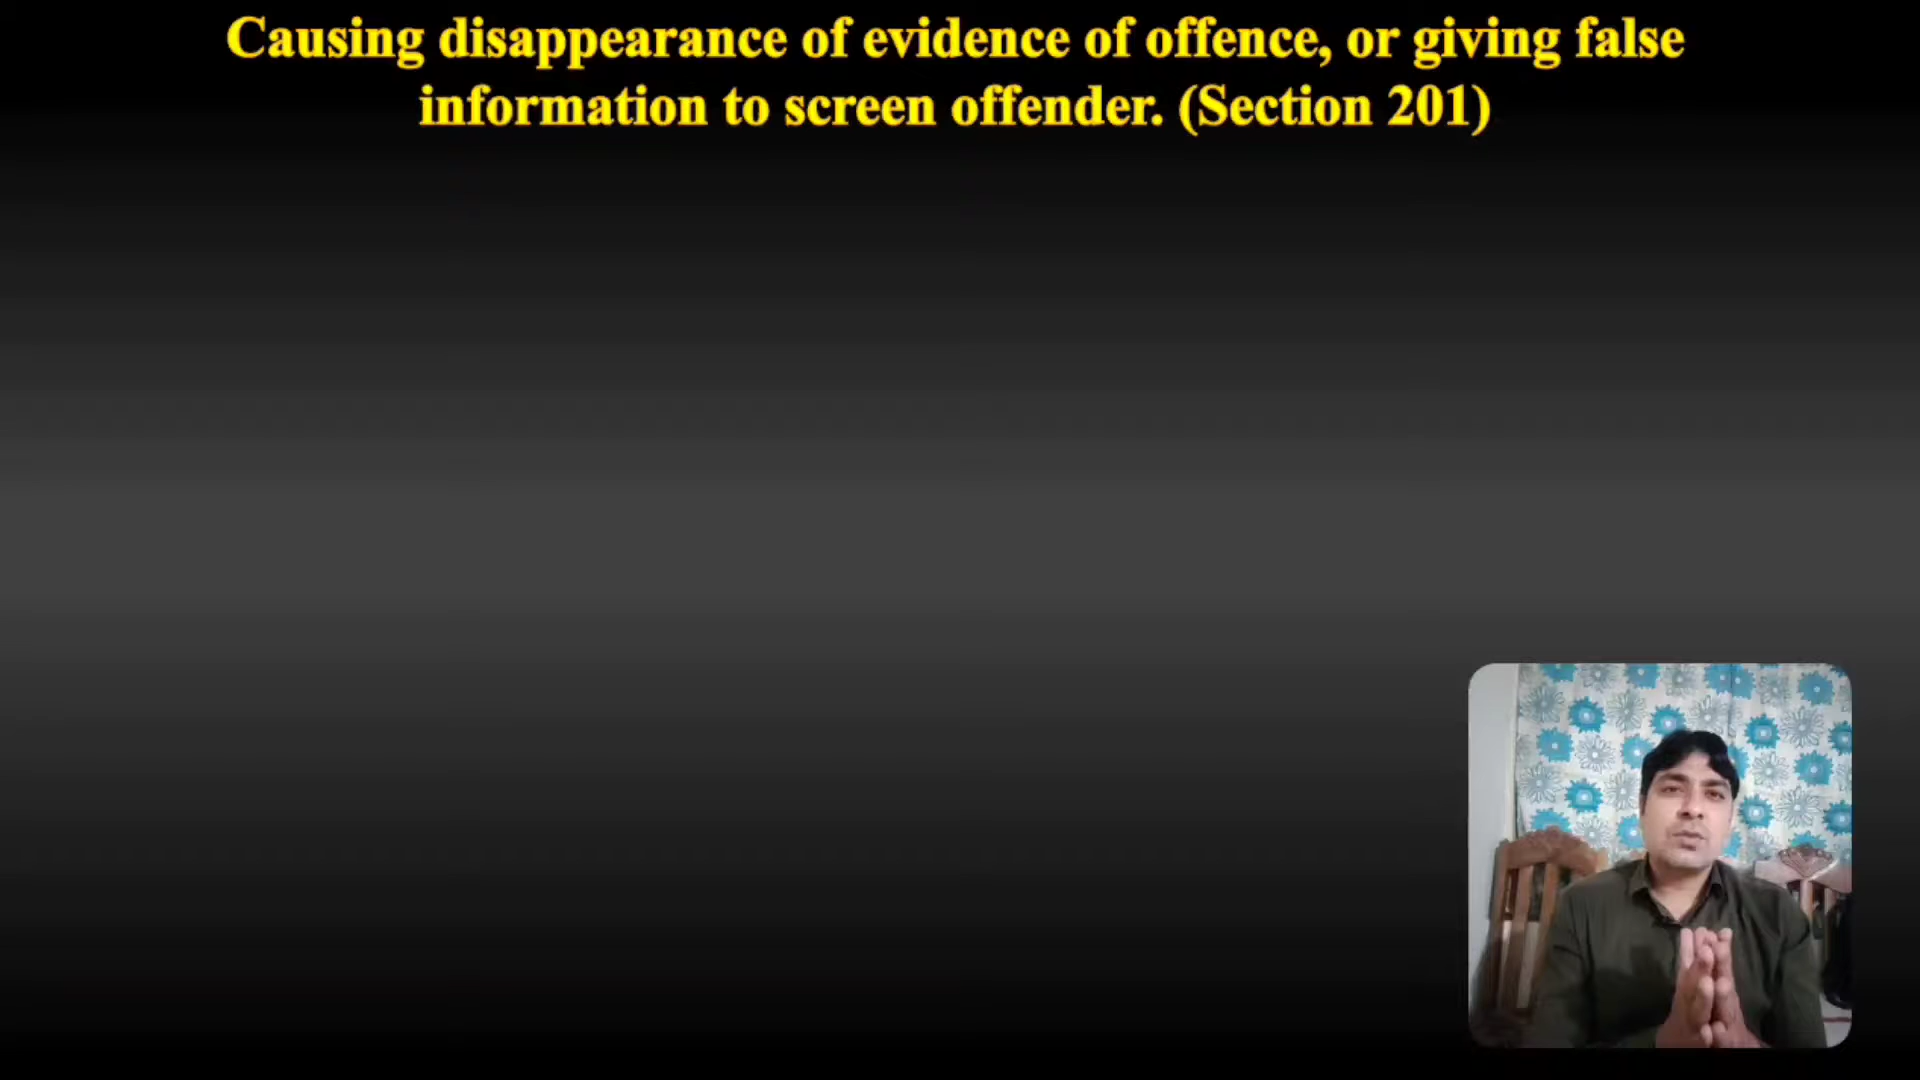 Causing disappearance of evidence of offence, or giving false
information to screen offender. (Section 201)